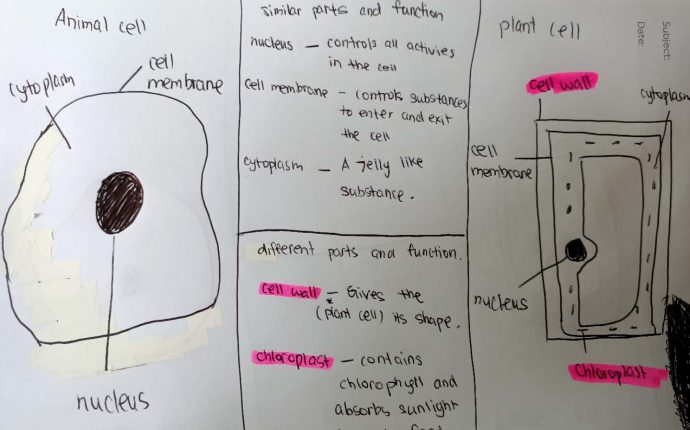 Animal cell
cell
membrane
cytoplasm
nucleus
similar parts and function
nucleus – controls all activies
in the cell
cell membrane – controls substances
to enter and exit
the cell
cytoplasm – A jelly like
substance.
different parts and function.
cell wall – Gives the
(plant cell) its shape.
chloroplast – contains
chlorophyll and
absorbs sunlight
plant cell
Subject:
Date:
cell wall
cytoplasm
cell
membrane
nucleus
Chloroplast